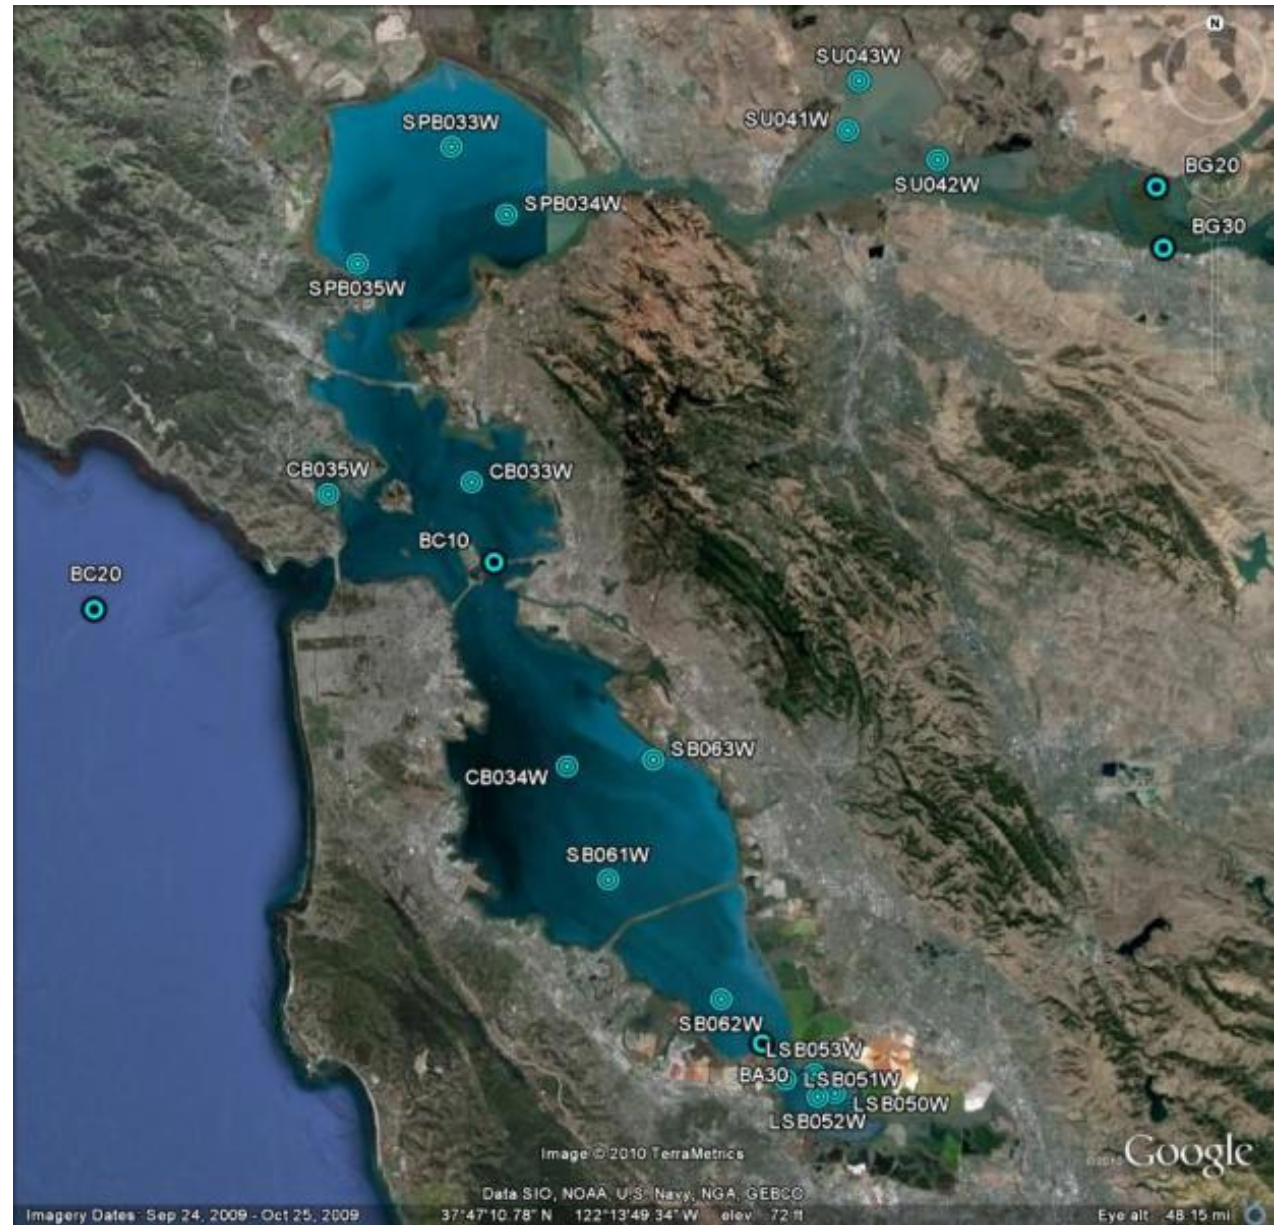 N
SU043W
SPB033W
SU041W
BG20
SU042W
SPB034W
BG30
SPB035W
CB035W
CB033W
BC10
BC20
SB063W
CB034W
SB061W
SB062W
LSB053W
BA30
LSB051W
LSB050W
LSB052W
Image © 2010 TerraMetrics
©2010 Google
Data SIO, NOAA, U.S. Navy, NGA, GEBCO
Imagery Dates: Sep 24, 2009 - Oct 25, 2009
37°47'10.78" N 122°13'49.34" W elev 72 ft
Eye alt 48.15 mi